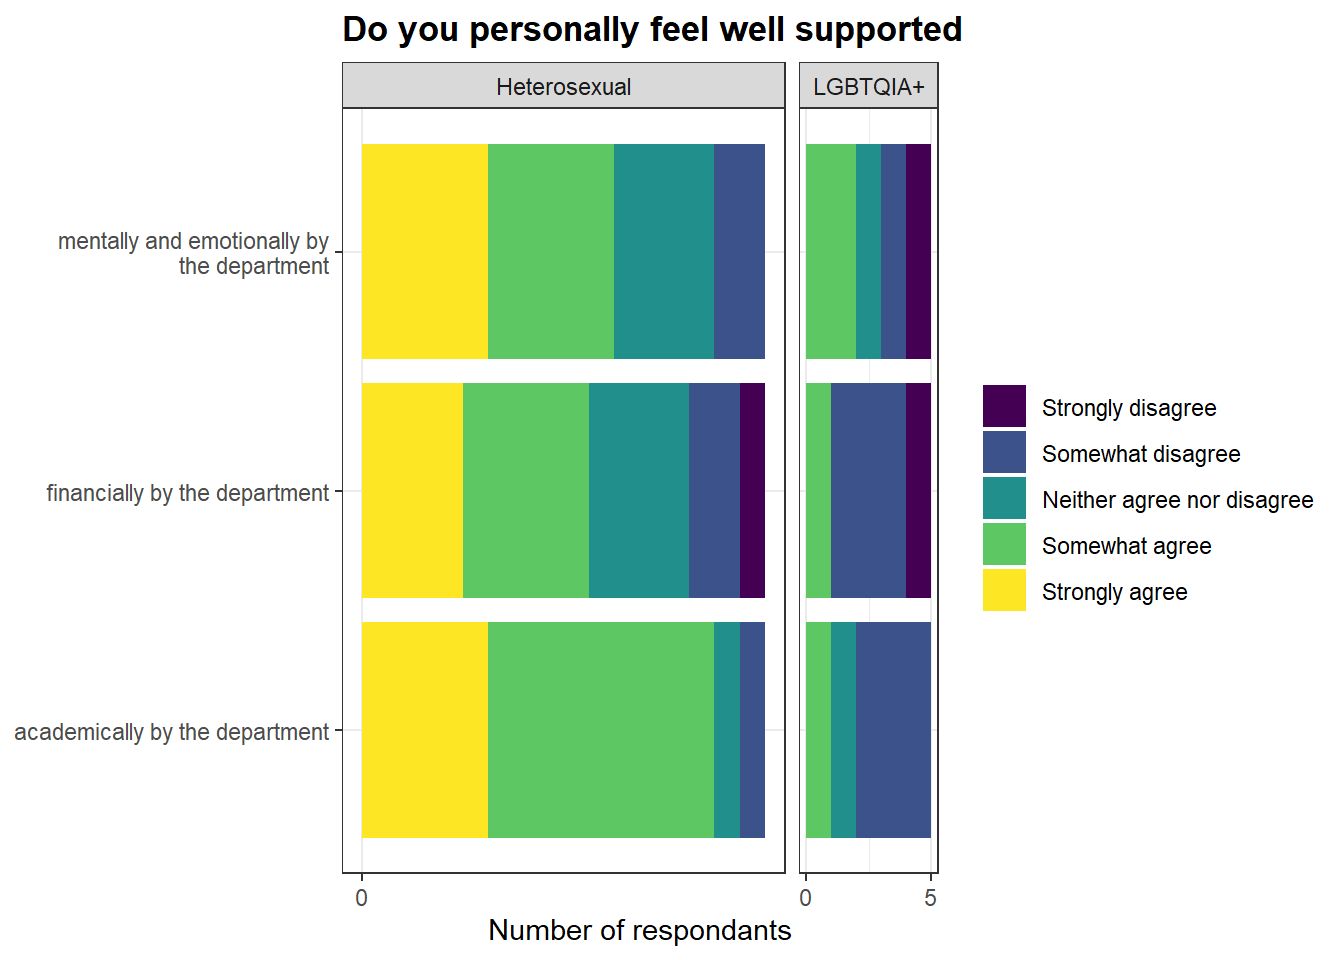 Do you personally feel well supported
Heterosexual
LGBTQIA+
mentally and emotionally by
the department
financially by the department
academically by the department
0
0
5
Number of respondants
Strongly disagree
Somewhat disagree
Neither agree nor disagree
Somewhat agree
Strongly agree